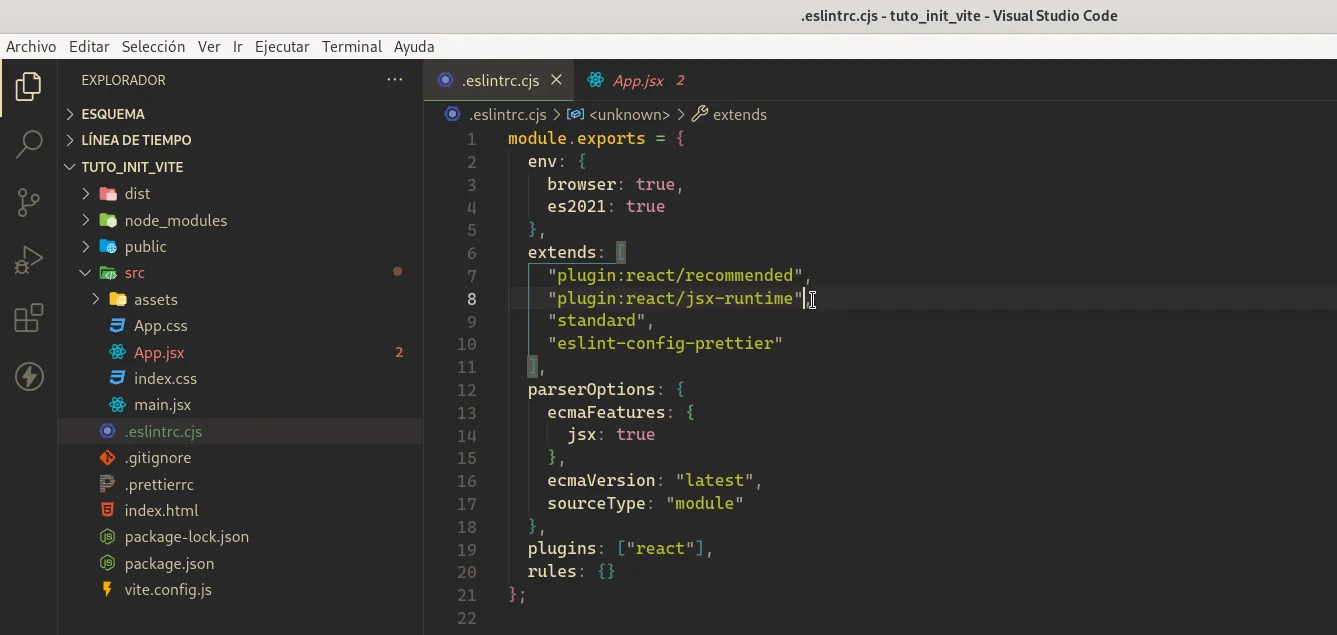 .eslintrc.cjs - tuto_init_vite - Visual Studio Code
Archivo Editar Selección Ver Ir Ejecutar Terminal Ayuda
EXPLORADOR ···
ESQUEMA
LÍNEA DE TIEMPO
TUTO_INIT_VITE
dist
node_modules
public
src
assets
App.css
App.jsx 2
index.css
main.jsx
.eslintrc.cjs
.gitignore
.prettierrc
index.html
package-lock.json
package.json
vite.config.js
.eslintrc.cjs App.jsx 2
.eslintrc.cjs > <unknown> > extends
1 module.exports = {
2 env: {
3 browser: true,
4 es2021: true
5 },
6 extends: [
7 "plugin:react/recommended",
8 "plugin:react/jsx-runtime",
9 "standard",
10 "eslint-config-prettier"
11 ],
12 parserOptions: {
13 ecmaFeatures: {
14 jsx: true
15 },
16 ecmaVersion: "latest",
17 sourceType: "module"
18 },
19 plugins: ["react"],
20 rules: {}
21 };
22